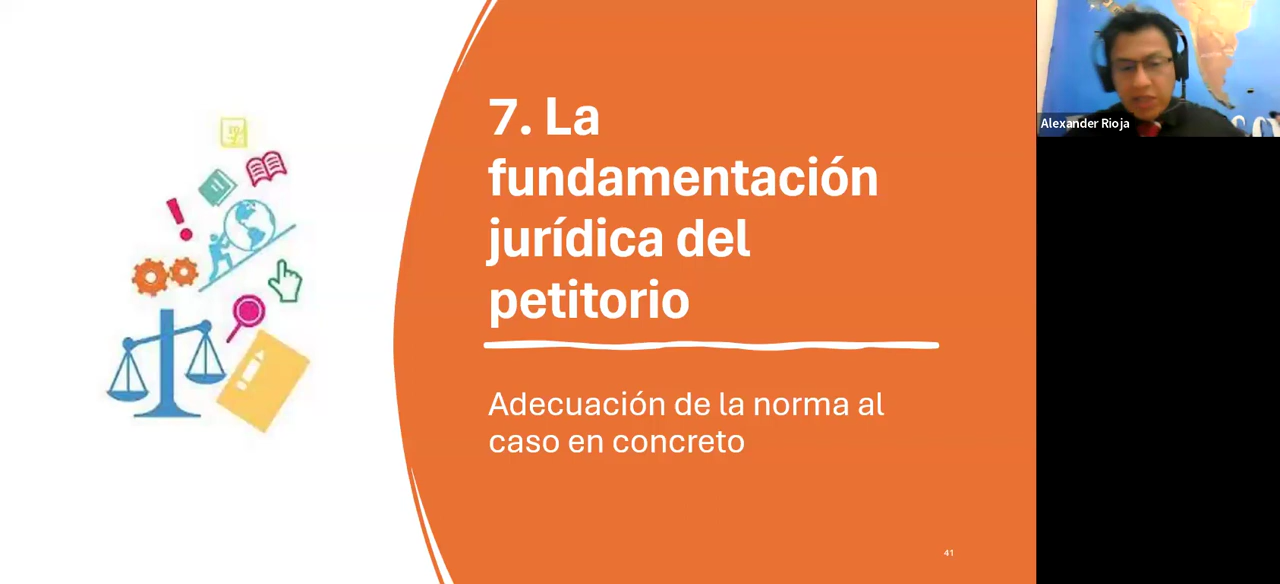 7. La
fundamentación
jurídica del
petitorio
Adecuación de la norma al
caso en concreto
41
Alexander Rioja